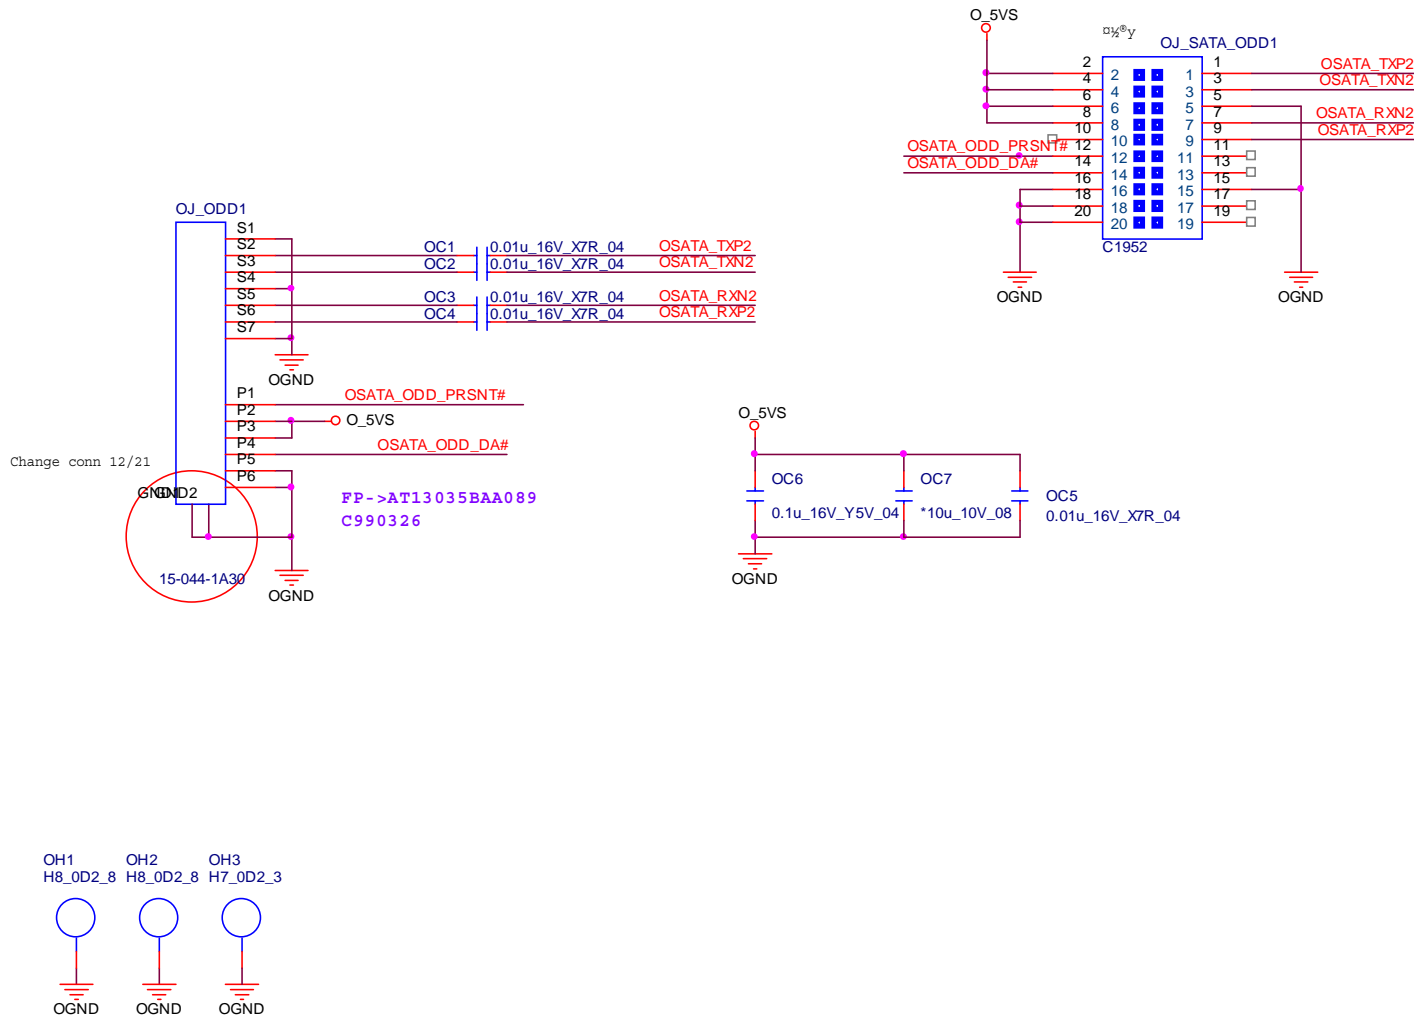 O_5VS
¤½®y
OJ_SATA_ODD1
2 2 1 1 OSATA_TXP2
4 4 3 3 OSATA_TXN2
6 6 5 5
8 8 7 7 OSATA_RXN2
10 10 9 9 OSATA_RXP2
OSATA_ODD_PRSNT# 12 12 11 11
OSATA_ODD_DA# 14 14 13 13
16 16 15 15
18 18 17 17
20 20 19 19
C1952
OGND
OGND
OJ_ODD1
S1
S2 OC1 0.01u_16V_X7R_04 OSATA_TXP2
S3 OC2 0.01u_16V_X7R_04 OSATA_TXN2
S4
S5 OC3 0.01u_16V_X7R_04 OSATA_RXN2
S6 OC4 0.01u_16V_X7R_04 OSATA_RXP2
S7
OGND
P1 OSATA_ODD_PRSNT#
P2 O_5VS
P3
P4 OSATA_ODD_DA#
P5
P6
Change conn 12/21
GND2
FP->AT13035BAA089
C990326
15-044-1A30
OGND
O_5VS
OC6
0.1u_16V_Y5V_04
OC7
*10u_10V_08
OC5
0.01u_16V_X7R_04
OGND
OH1 OH2 OH3
H8_0D2_8 H8_0D2_8 H7_0D2_3
OGND OGND OGND